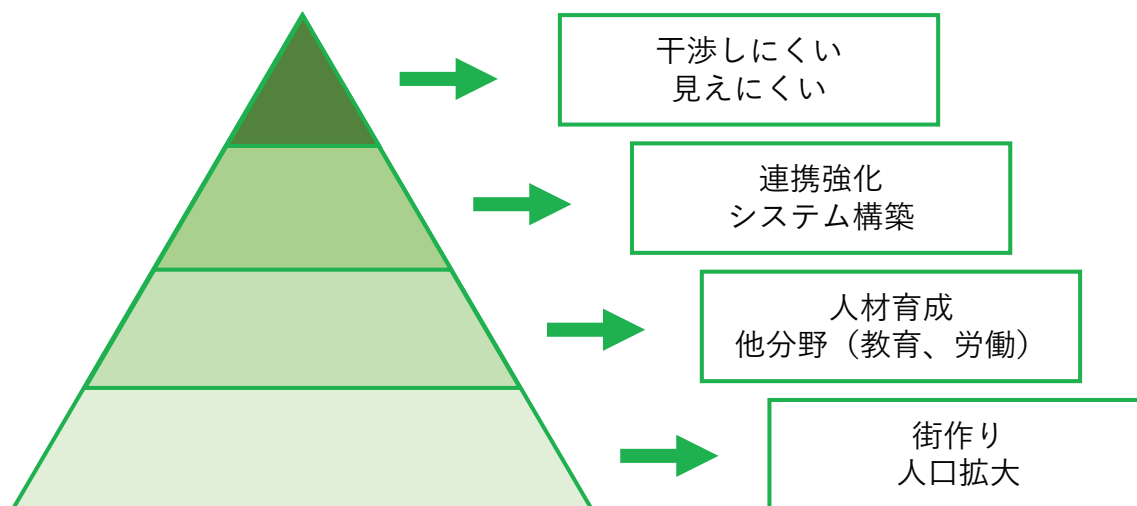 干渉しにくい
見えにくい
連携強化
システム構築
人材育成
他分野（教育、労働）
街作り
人口拡大